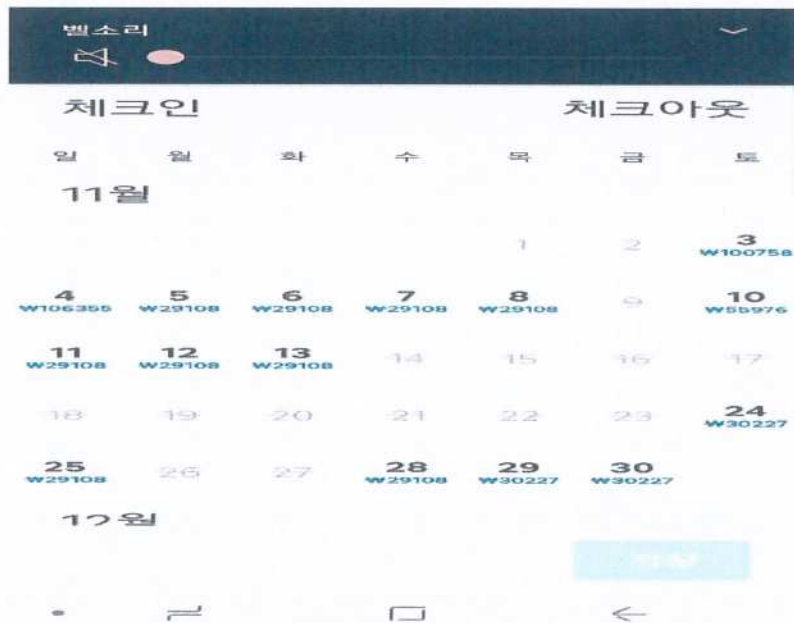 벨소리
체크인 체크아웃
일 월 화 수 목 금 토
11월
1 2 3
₩100758
4 5 6 7 8 9 10
₩106355 ₩29108 ₩29108 ₩29108 ₩29108 ₩55976
11 12 13 14 15 16 17
₩29108 ₩29108 ₩29108
18 19 20 21 22 23 24
₩30227
25 26 27 28 29 30
₩29108 ₩29108 ₩30227 ₩30227
12월